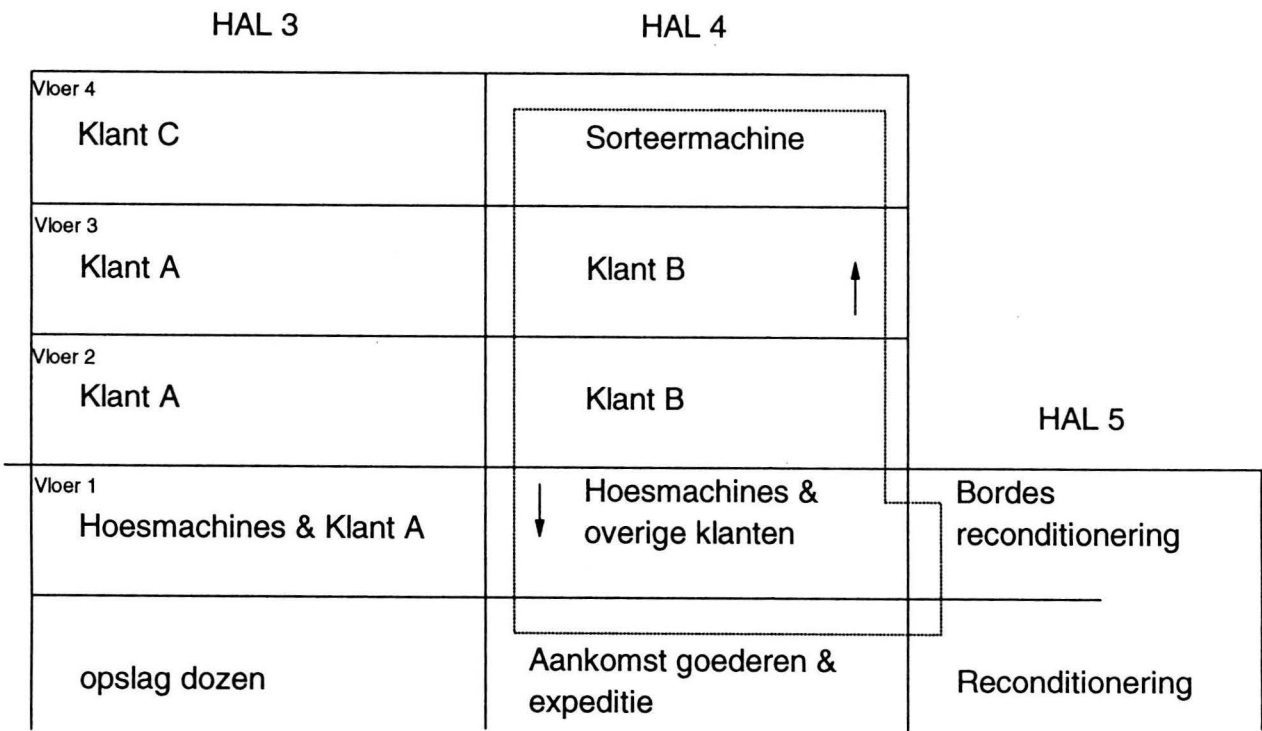 HAL 3
HAL 4
Vloer 4
Klant C
Sorteermachine
Vloer 3
Klant A
Klant B
Vloer 2
Klant A
Klant B
HAL 5
Vloer 1
Hoesmachines & Klant A
Hoesmachines &
overige klanten
Bordes
reconditionering
opslag dozen
Aankomst goederen &
expeditie
Reconditionering